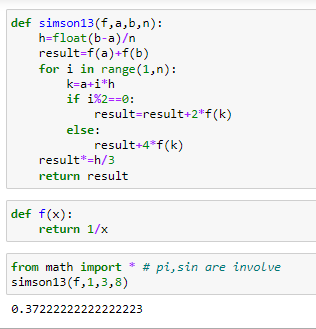 def simson13(f,a,b,n):
    h=float(b-a)/n
    result=f(a)+f(b)
    for i in range(1,n):
        k=a+i*h
        if i%2==0:
            result=result+2*f(k)
        else:
            result+4*f(k)
    result*=h/3
    return result
def f(x):
    return 1/x
from math import * # pi,sin are involve
simson13(f,1,3,8)
0.37222222222222223